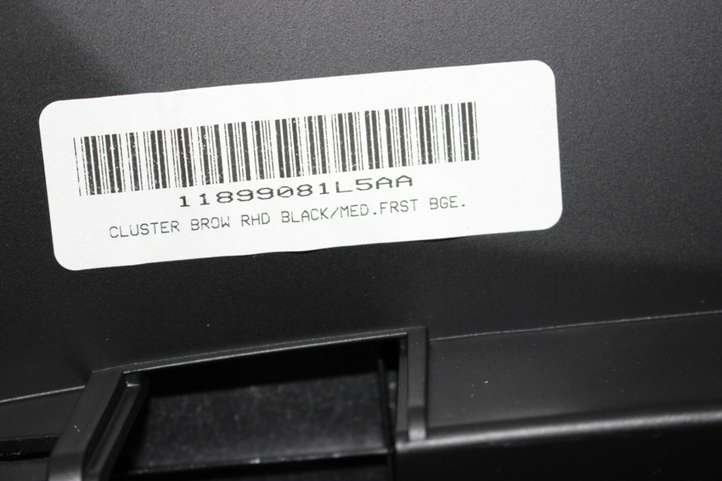 11899081L5AA
CLUSTER BROW RHD BLACK/MED.FRST BGE.